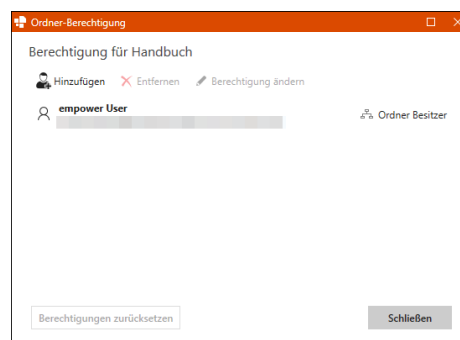 Ordner-Berechtigung
Berechtigung für Handbuch
Hinzufügen Entfernen Berechtigung ändern
empower User
Ordner Besitzer
Berechtigungen zurücksetzen Schließen